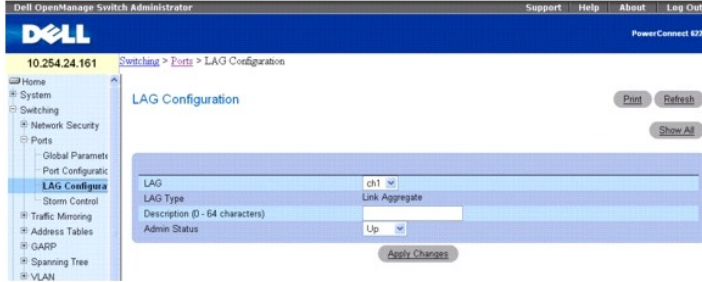 Dell OpenManage Switch Administrator
Support Help About Log Out
DELL
PowerConnect 622
10.254.24.161
Switching > Ports > LAG Configuration
Home
System
Switching
Network Security
Ports
Global Paramete
Port Configuratic
LAG Configura
Storm Control
Traffic Mirroring
Address Tables
GARP
Spanning Tree
VLAN
LAG Configuration
Print Refresh
Show All
LAG ch1
LAG Type Link Aggregate
Description (0 - 64 characters)
Admin Status Up
Apply Changes